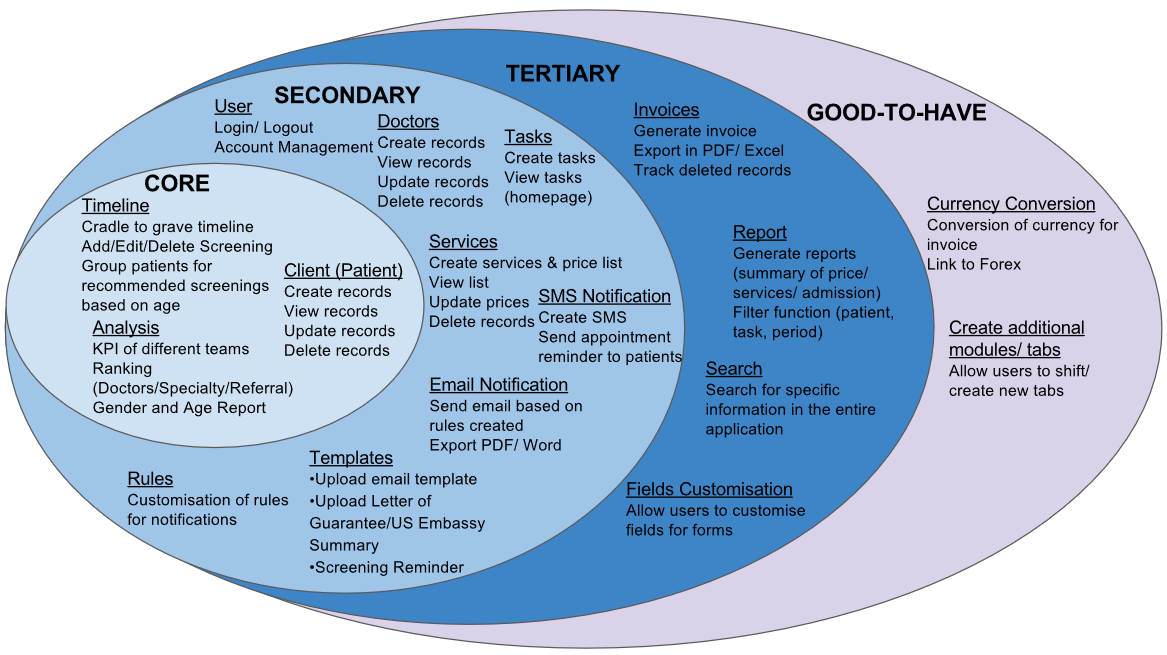 CORE
Timeline
Cradle to grave timeline
Add/Edit/Delete Screening
Group patients for
recommended screenings
based on age
Analysis
KPI of different teams
Ranking
(Doctors/Specialty/Referral)
Gender and Age Report
Client (Patient)
Create records
View records
Update records
Delete records
SECONDARY
User
Login/ Logout
Account Management
Doctors
Create records
View records
Update records
Delete records
Tasks
Create tasks
View tasks
(homepage)
Services
Create services & price list
View list
Update prices
Delete records
SMS Notification
Create SMS
Send appointment
reminder to patients
Email Notification
Send email based on
rules created
Export PDF/ Word
Templates
•Upload email template
•Upload Letter of
Guarantee/US Embassy
Summary
•Screening Reminder
Rules
Customisation of rules
for notifications
TERTIARY
Invoices
Generate invoice
Export in PDF/ Excel
Track deleted records
Report
Generate reports
(summary of price/
services/ admission)
Filter function (patient,
task, period)
Search
Search for specific
information in the entire
application
Fields Customisation
Allow users to customise
fields for forms
GOOD-TO-HAVE
Currency Conversion
Conversion of currency for
invoice
Link to Forex
Create additional
modules/ tabs
Allow users to shift/
create new tabs